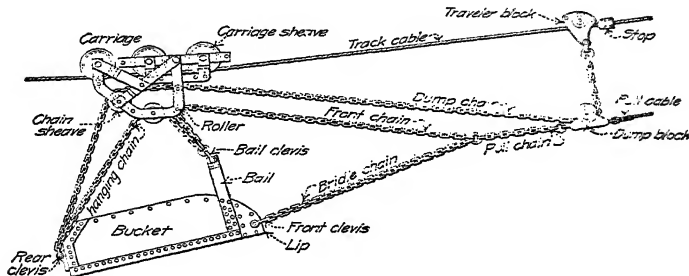 Traveler block
Carriage sheave
Carriage
Stop
Track cable
Dump chain
Pull cable
Chain
sheave
Front chain
Roller
Dump block
Pull chain
hanging chain
Bail clevis
Bail
Bridle chain
Bucket
Front clevis
Lip
Rear
clevis